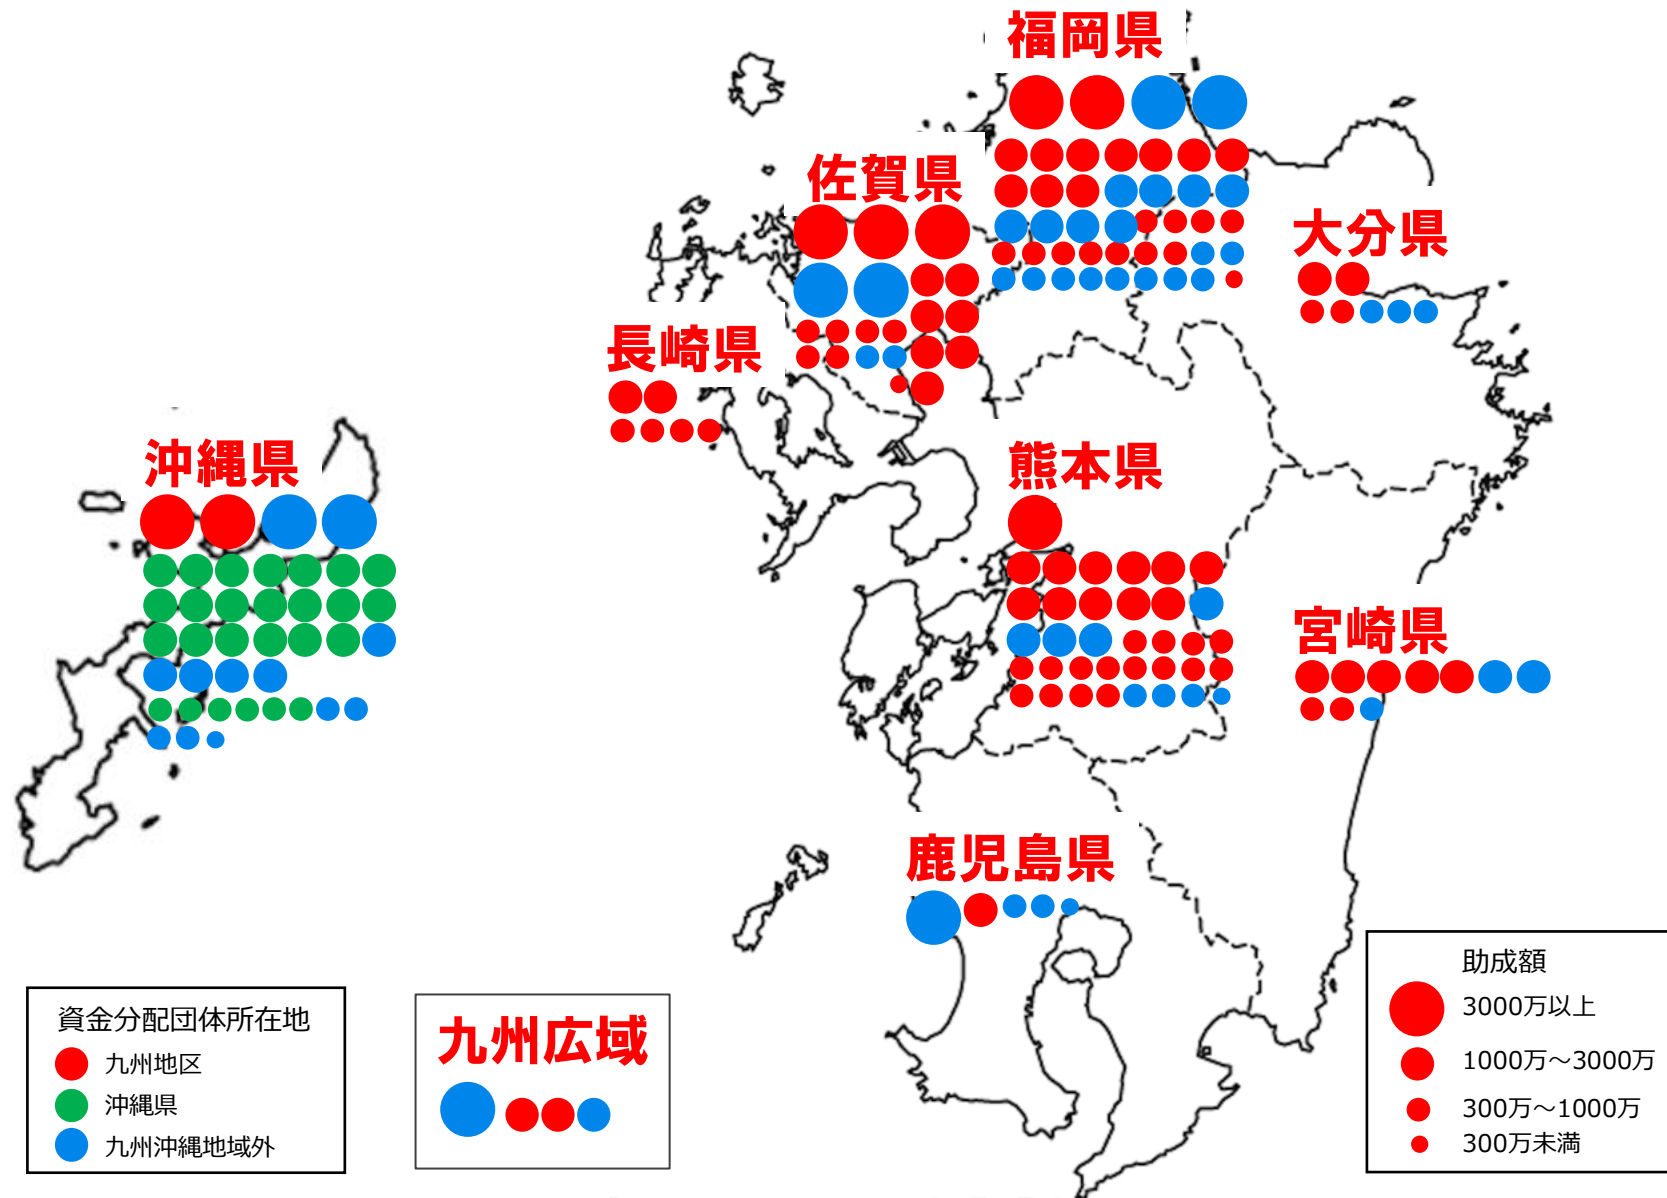 福岡県
佐賀県
大分県
長崎県
沖縄県
熊本県
宮崎県
鹿児島県
資金分配団体所在地
九州地区
沖縄県
九州沖縄地域外
九州広域
助成額
3000万以上
1000万～3000万
300万～1000万
300万未満